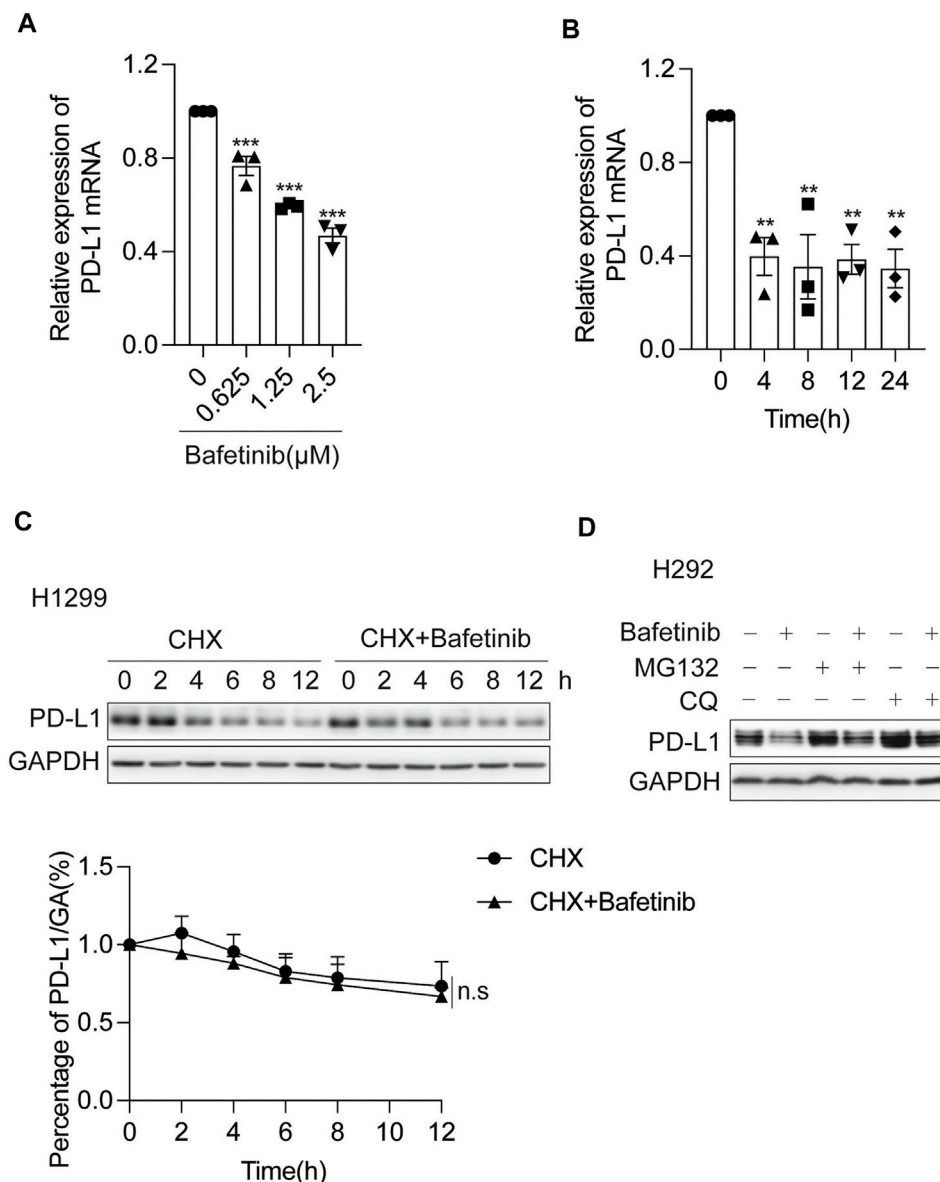 A
Relative expression of
PD-L1 mRNA
1.2
0.8
0.4
0.0
***
***
***
0
0.625
1.25
2.5
Bafetinib(μM)
B
Relative expression of
PD-L1 mRNA
1.2
0.8
0.4
0.0
**
**
**
**
0 4 8 12 24
Time(h)
C
H1299
CHX CHX+Bafetinib
0 2 4 6 8 12 0 2 4 6 8 12 h
PD-L1
GAPDH
Percentage of PD-L1/GA(%)
1.5
1.0
0.5
0.0
CHX
CHX+Bafetinib
n.s
0 2 4 6 8 10 12
Time(h)
D
H292
Bafetinib − + − + − +
MG132 − − + + − −
CQ − − − − + +
PD-L1
GAPDH